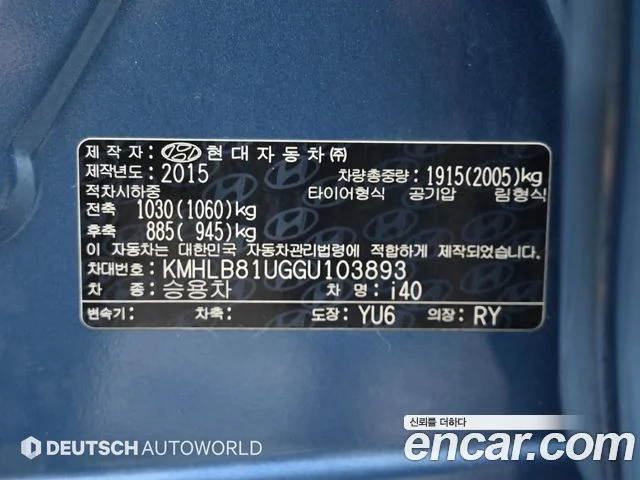 제 작 자: HYUNDAI 현대자동차㈜
제작년도: 2015 차량총중량: 1915(2005)kg
적차시하중 타이어형식 공기압 림형식
전축 1030(1060)kg
후축 885( 945)kg
이 자동차는 대한민국 자동차관리법령에 적합하게 제작되었음.
차대번호: KMHLB81UGGU103893
차 종: 승용차 차 명: i40
변속기: 차축: 도장: YU6 의장: RY
DEUTSCH AUTOWORLD
신뢰를 더하다
encar.com